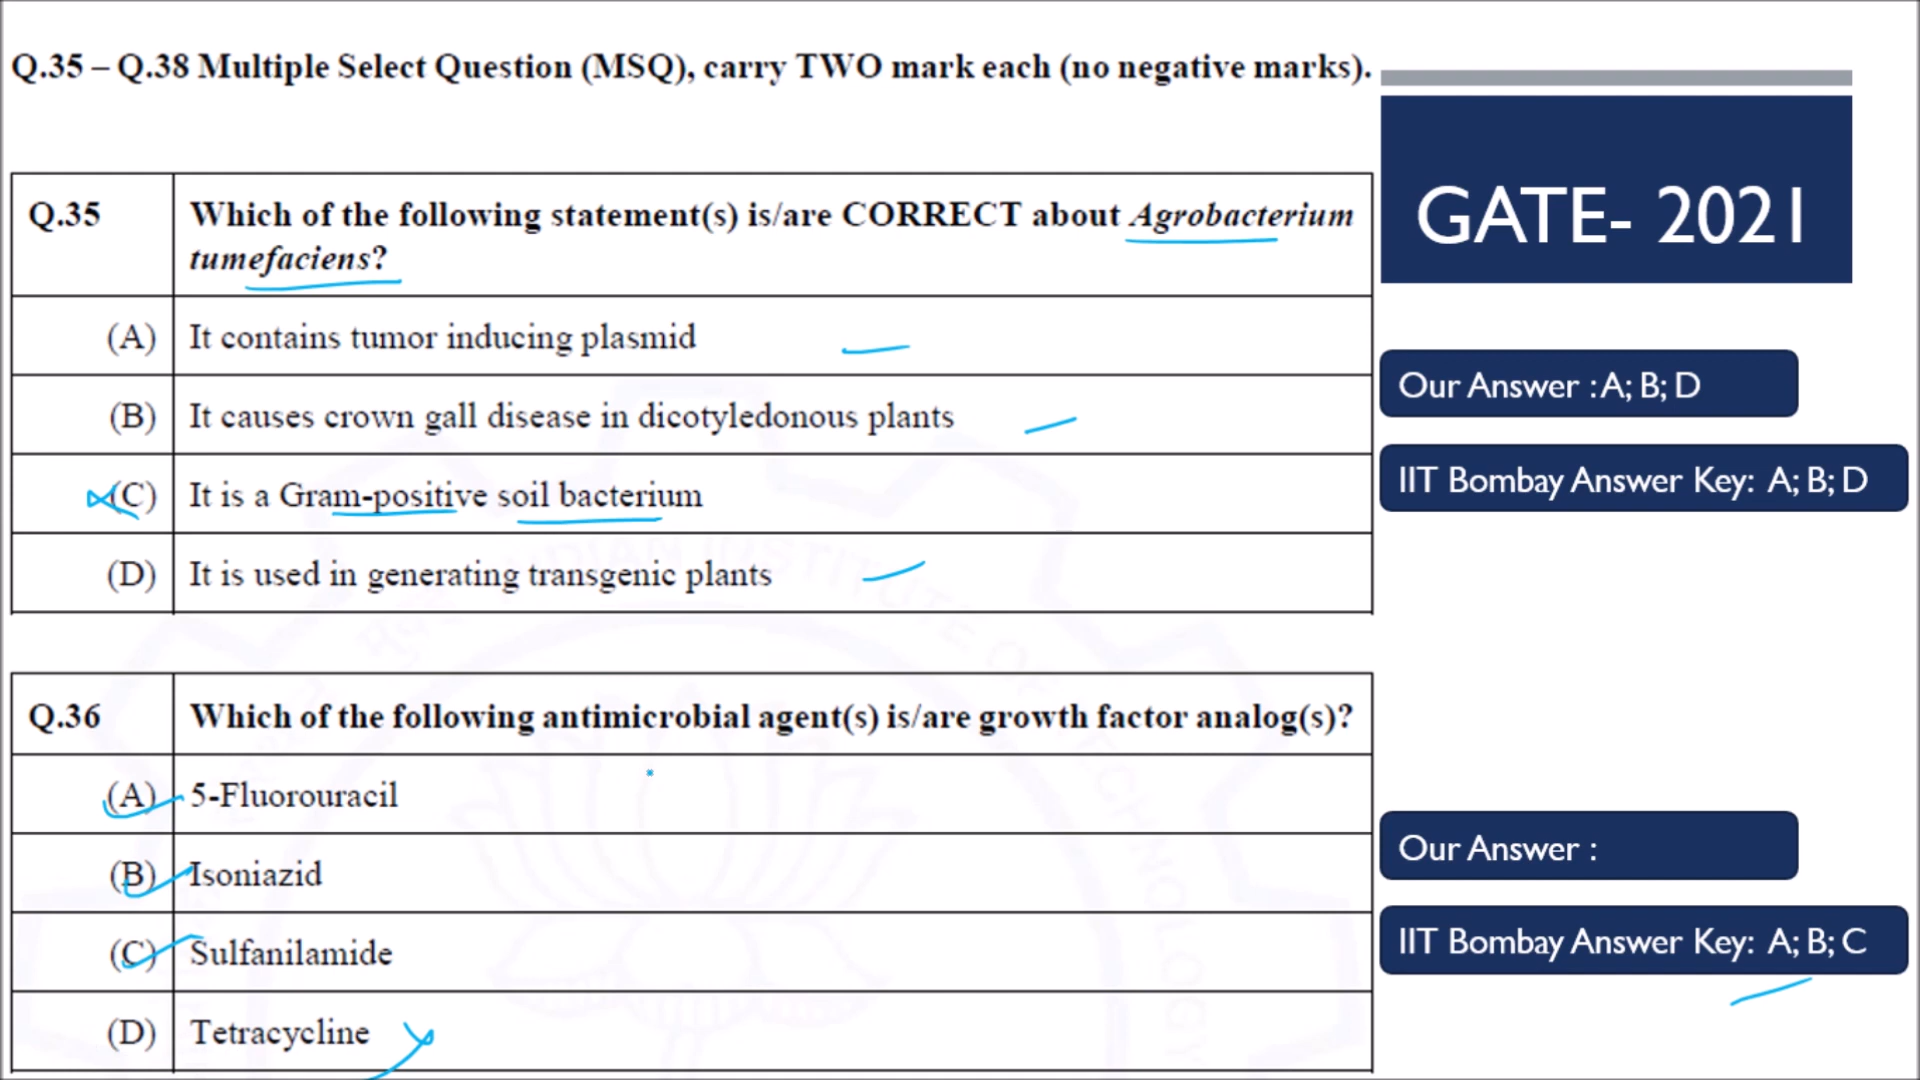 Q.35 – Q.38 Multiple Select Question (MSQ), carry TWO mark each (no negative marks).
GATE- 2021
Q.35 Which of the following statement(s) is/are CORRECT about Agrobacterium
tumefaciens?
(A) It contains tumor inducing plasmid
(B) It causes crown gall disease in dicotyledonous plants
(C) It is a Gram-positive soil bacterium
(D) It is used in generating transgenic plants
Our Answer : A; B; D
IIT Bombay Answer Key: A; B; D
Q.36 Which of the following antimicrobial agent(s) is/are growth factor analog(s)?
(A) 5-Fluorouracil
(B) Isoniazid
(C) Sulfanilamide
(D) Tetracycline
Our Answer :
IIT Bombay Answer Key: A; B; C